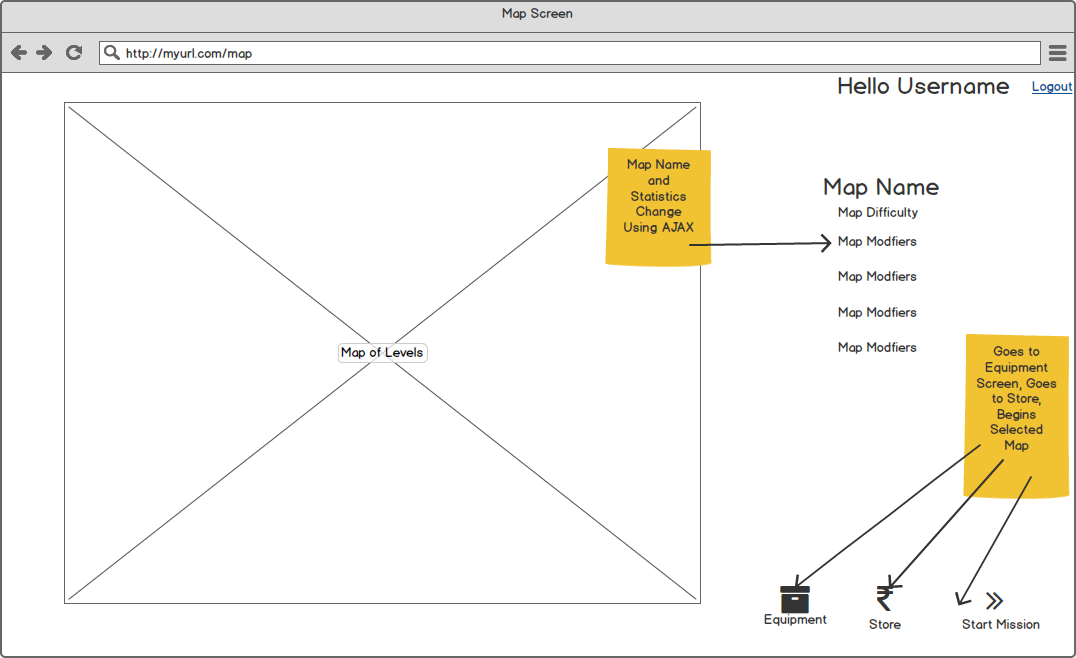 Map Screen
http://myurl.com/map
Hello Username
Logout
Map Name
and
Statistics
Change
Using AJAX
Map Name
Map Difficulty
Map Modfiers
Map Modfiers
Map Modfiers
Map Modfiers
Map of Levels
Goes to
Equipment
Screen, Goes
to Store,
Begins
Selected
Map
₹
Equipment
Store
Start Mission